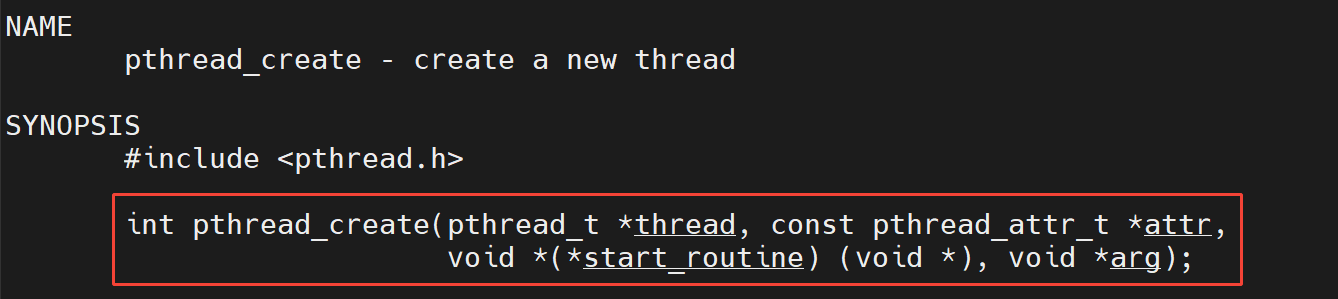 NAME
pthread_create - create a new thread
SYNOPSIS
#include <pthread.h>
int pthread_create(pthread_t *thread, const pthread_attr_t *attr,
void *(*start_routine) (void *), void *arg);